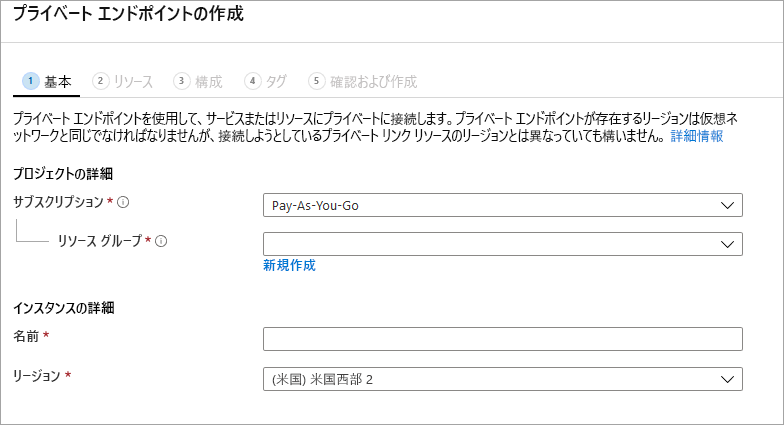 プライベート エンドポイントの作成
1 基本 2 リソース 3 構成 4 タグ 5 確認および作成
プライベート エンドポイントを使用して、サービスまたはリソースにプライベートに接続します。プライベート エンドポイントが存在するリージョンは仮想ネ
ットワークと同じでなければなりませんが、接続しようとしているプライベート リンク リソースのリージョンとは異なっていても構いません。 詳細情報
プロジェクトの詳細
サブスクリプション * Pay-As-You-Go
リソース グループ *
新規作成
インスタンスの詳細
名前 *
リージョン * (米国) 米国西部 2